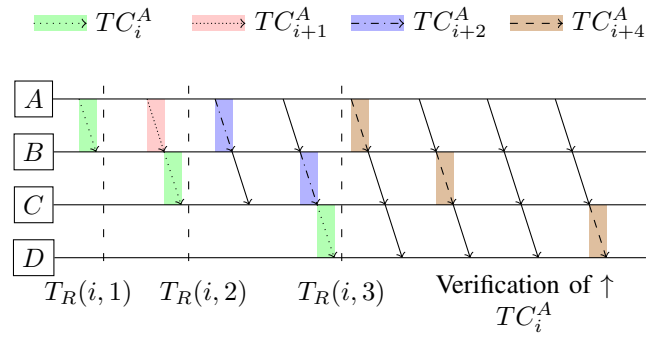 TC_i^A TC_{i+1}^A TC_{i+2}^A TC_{i+4}^A
A
B
C
D
T_R(i, 1) T_R(i, 2) T_R(i, 3) Verification of ↑
TC_i^A